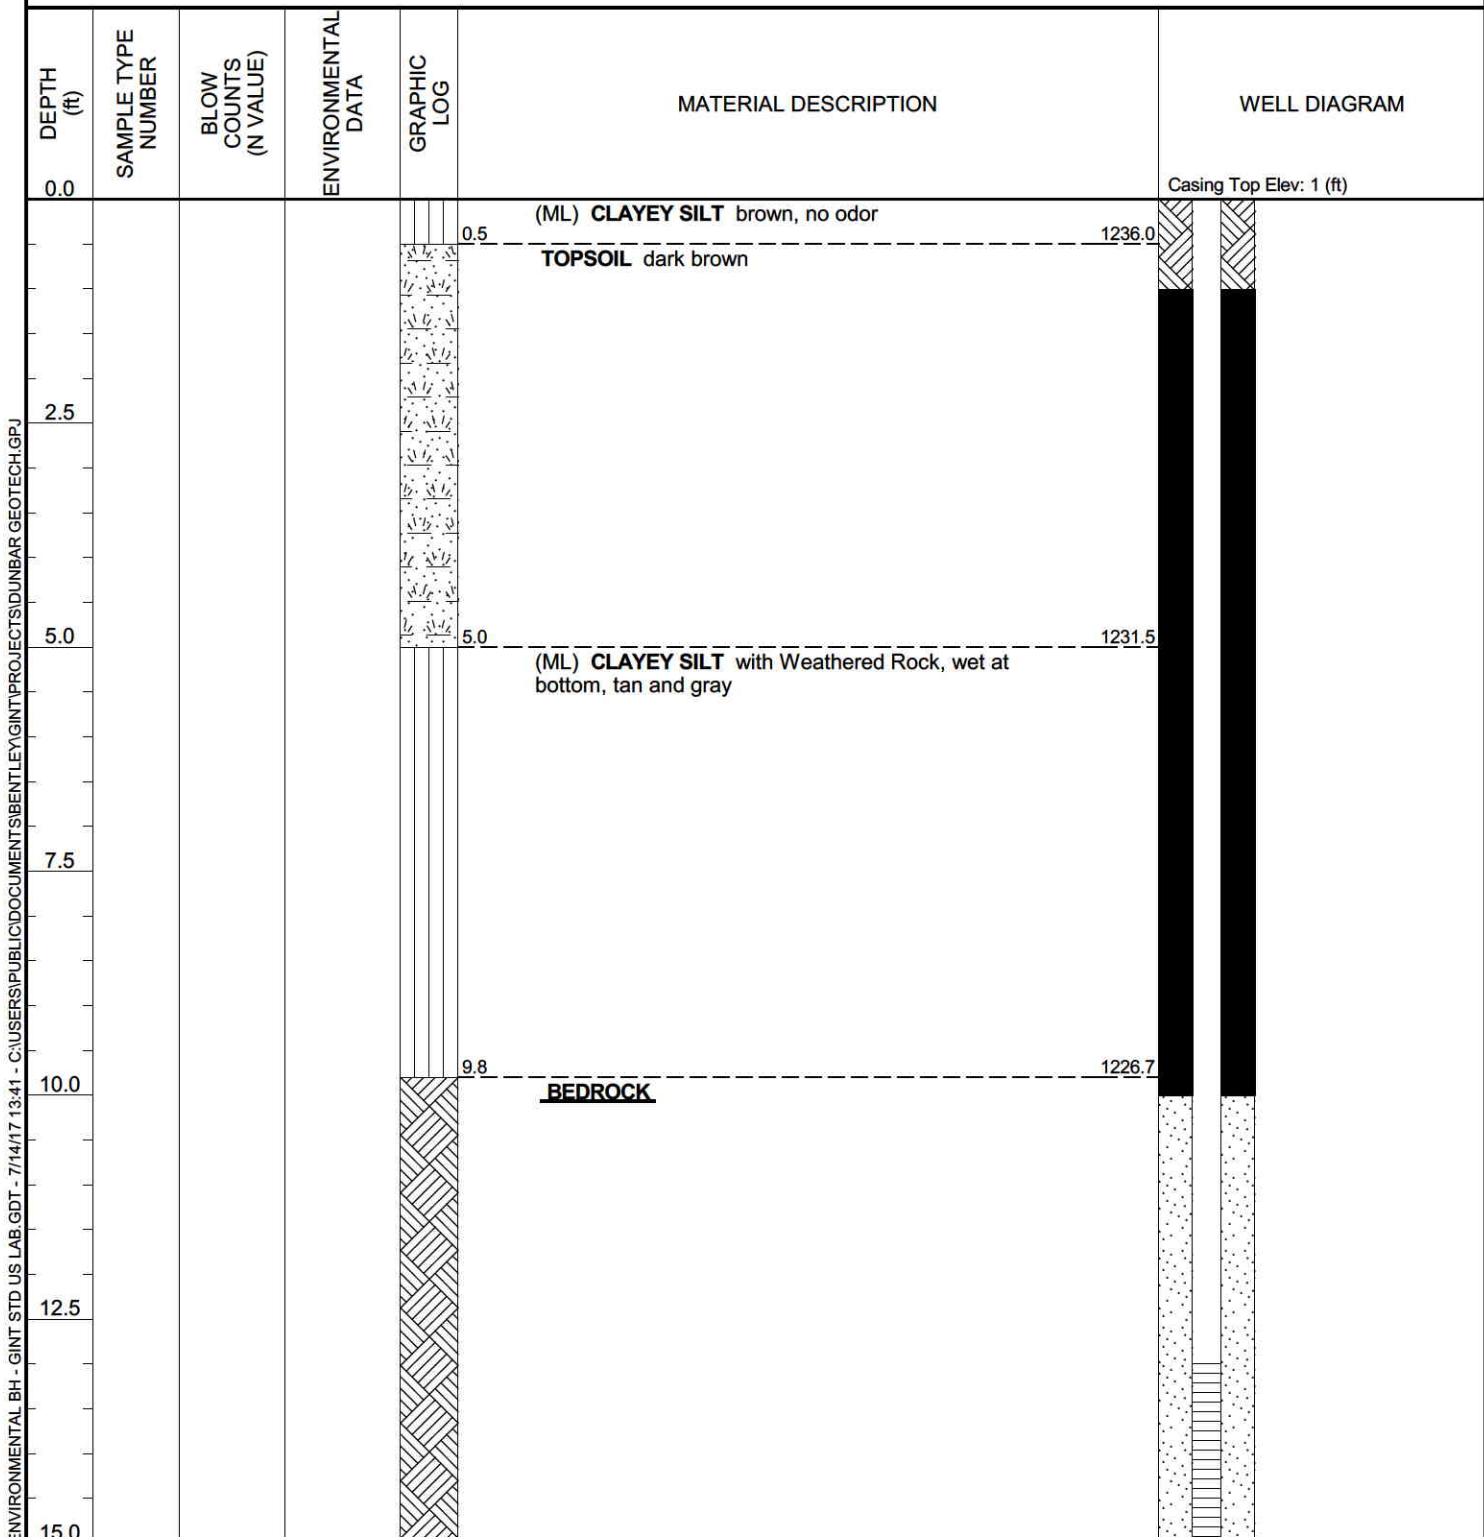 DEPTH
(ft)
SAMPLE TYPE
NUMBER
BLOW
COUNTS
(N VALUE)
ENVIRONMENTAL
DATA
GRAPHIC
LOG
MATERIAL DESCRIPTION
WELL DIAGRAM
0.0
Casing Top Elev: 1 (ft)
(ML) CLAYEY SILT brown, no odor
0.5 1236.0
TOPSOIL dark brown
2.5
5.0
5.0 1231.5
(ML) CLAYEY SILT with Weathered Rock, wet at
bottom, tan and gray
7.5
9.8 1226.7
10.0
BEDROCK
12.5
15.0
ENVIRONMENTAL BH - GINT STD US LAB.GDT - 7/14/17 13:41 - C:\USERS\PUBLIC\DOCUMENTS\BENTLEY\GINT\PROJECTS\DUNBAR GEOTECH.GPJ